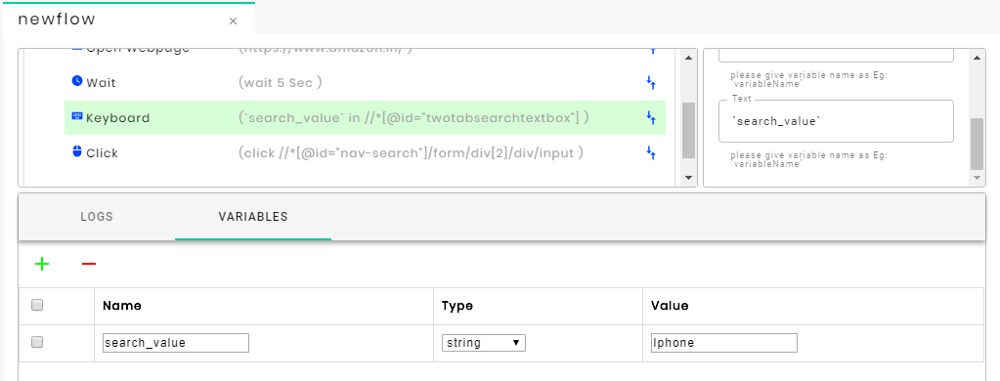 newflow ×
Open Webpage (https://www.amazon.in/ )
Wait (wait 5 Sec )
Keyboard (`search_value` in //*[@id="twotabsearchtextbox"] )
Click (click //*[@id="nav-search"]/form/div[2]/div/input )
please give variable name as Eg:
`variableName`
Text
`search_value`
please give variable name as Eg:
`variableName`
LOGS VARIABLES
Name Type Value
search_value string Iphone